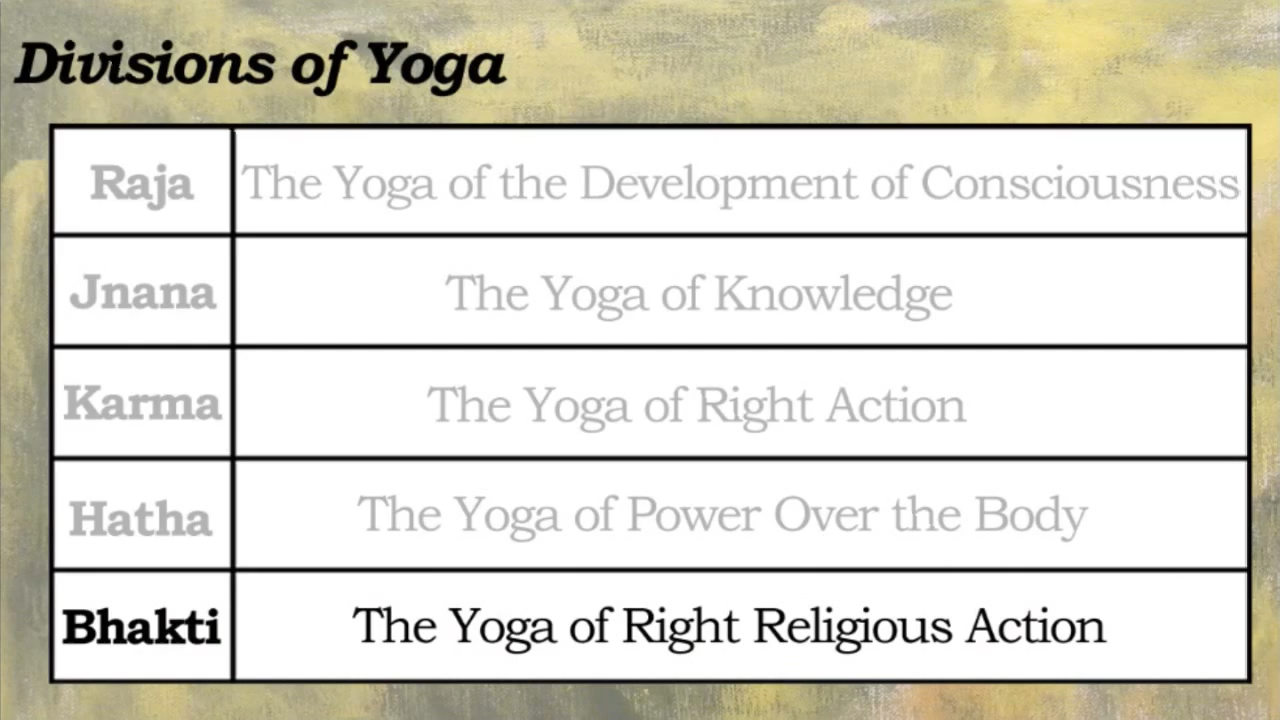 Divisions of Yoga
Raja The Yoga of the Development of Consciousness
Jnana The Yoga of Knowledge
Karma The Yoga of Right Action
Hatha The Yoga of Power Over the Body
Bhakti The Yoga of Right Religious Action